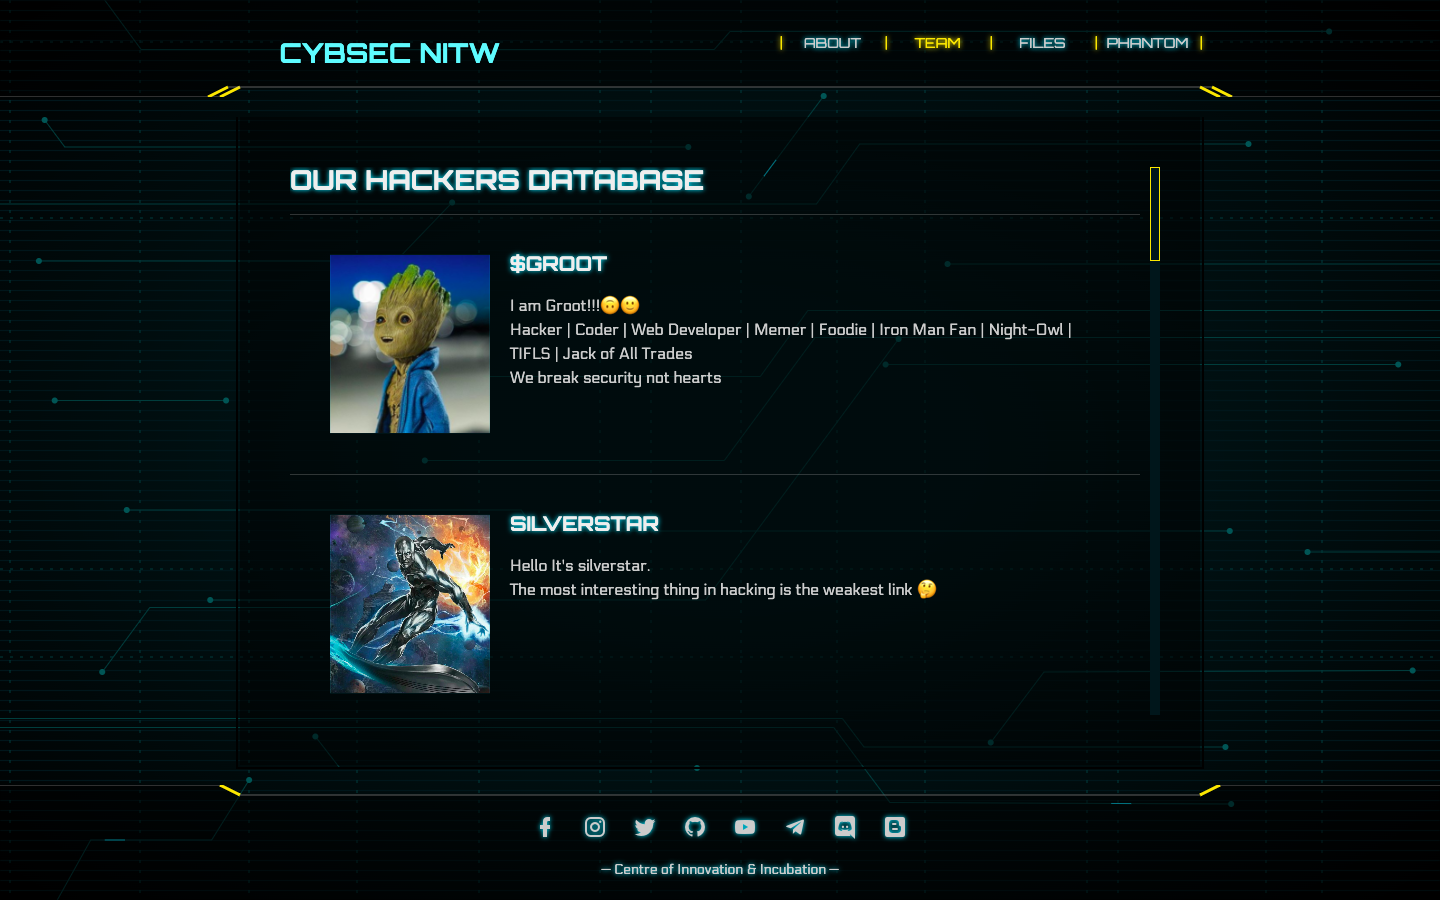 CYBSEC NITW
| ABOUT | TEAM | FILES | PHANTOM |
OUR HACKERS DATABASE
$GROOT
I am Groot!!!🙃🙂
Hacker | Coder | Web Developer | Memer | Foodie | Iron Man Fan | Night-Owl |
TIFLS | Jack of All Trades
We break security not hearts
SILVERSTAR
Hello It's silverstar.
The most interesting thing in hacking is the weakest link 🤔
— Centre of Innovation & Incubation —